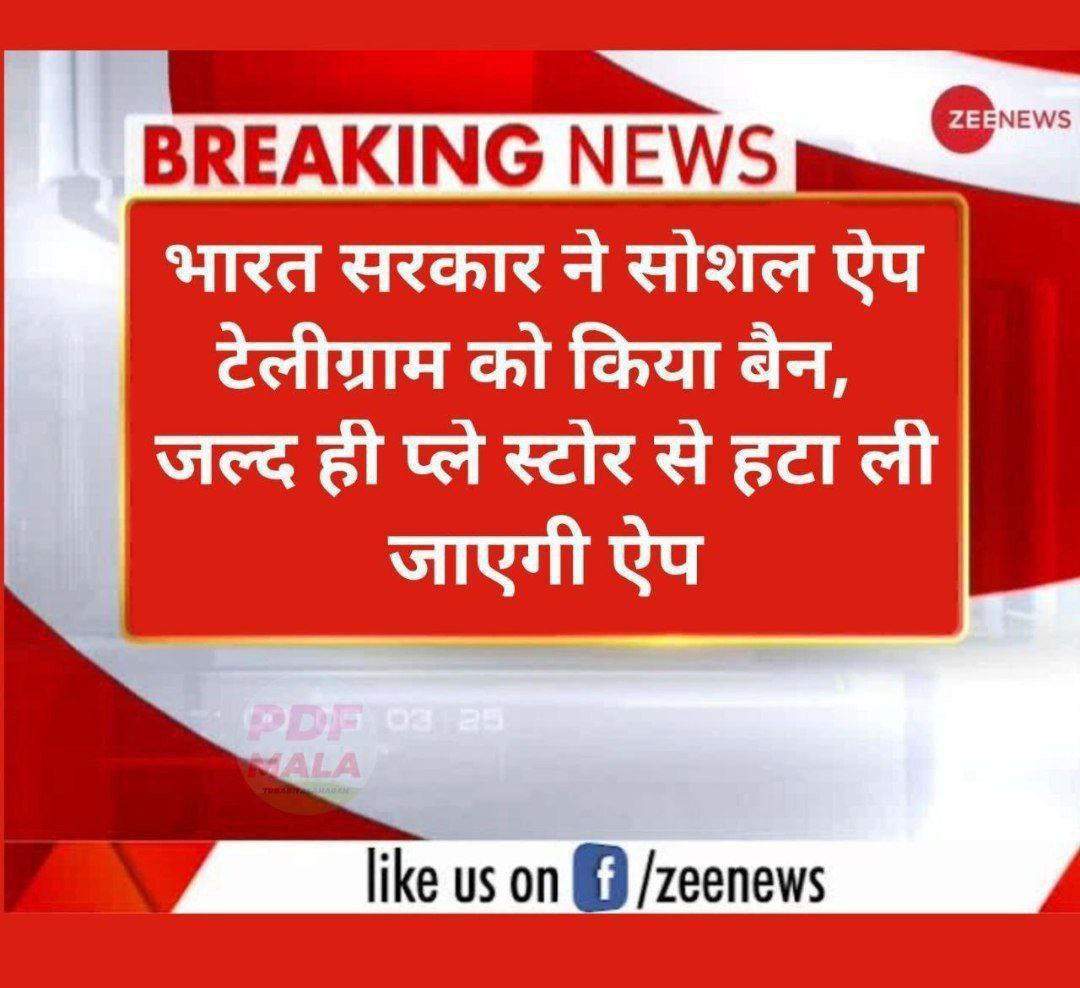 ZEENEWS
BREAKING NEWS
भारत सरकार ने सोशल ऐप
टेलीग्राम को किया बैन,
जल्द ही प्ले स्टोर से हटा ली
जाएगी ऐप
03 25
PDF
MALA
like us on f/zeenews